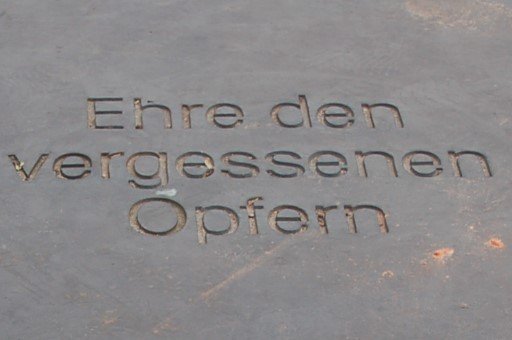 Ehre den
vergessenen
Opfern